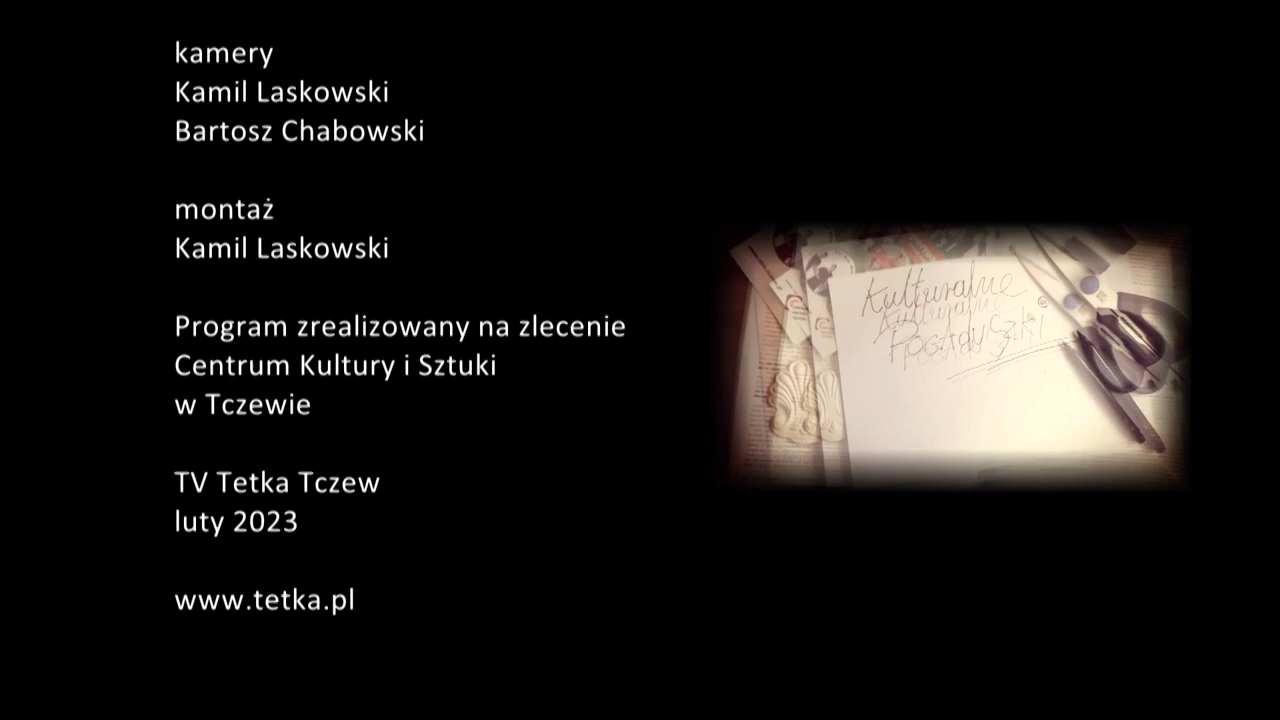 kamery
Kamil Laskowski
Bartosz Chabowski
montaż
Kamil Laskowski
Program zrealizowany na zlecenie
Centrum Kultury i Sztuki
w Tczewie
TV Tetka Tczew
luty 2023
www.tetka.pl
Kulturalne
Pogaduszki